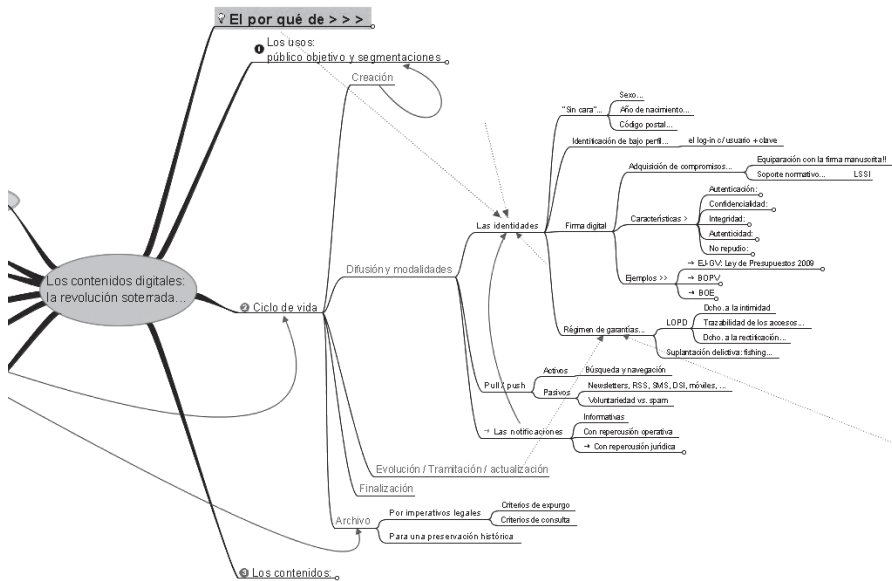 El por qué de > > >
1 Los usos:
público objetivo y segmentaciones
Los contenidos digitales:
la revolución soterrada...
2 Ciclo de vida
Creación
Difusión y modalidades
Las identidades
"Sin cara"...
Sexo...
Año de nacimiento...
Código postal...
Identificación de bajo perfil...
el log-in c/ usuario + clave
Firma digital
Adquisición de compromisos...
Equiparación con la firma manuscrita!!
Soporte normativo... LSSI
Características >
Autenticación:
Confidencialidad:
Integridad:
Autenticidad:
No repudio:
Ejemplos >>
→ EJ-GV: Ley de Presupuestos 2009
→ BOPV
→ BOE
Régimen de garantías...
LOPD
Dcho. a la intimidad
Trazabilidad de los accesos...
Dcho. a la rectificación...
Suplantación delictiva: fishing...
Pull / push
Activos
Búsqueda y navegación
Pasivos
Newsletters, RSS, SMS, DSI, móviles, ...
Voluntariedad vs. spam
→ Las notificaciones
Informativas
Con repercusión operativa
→ Con repercusión jurídica
Evolución / Tramitación / actualización
Finalización
Archivo
Por imperativos legales
Criterios de expurgo
Criterios de consulta
Para una preservación histórica
3 Los contenidos: